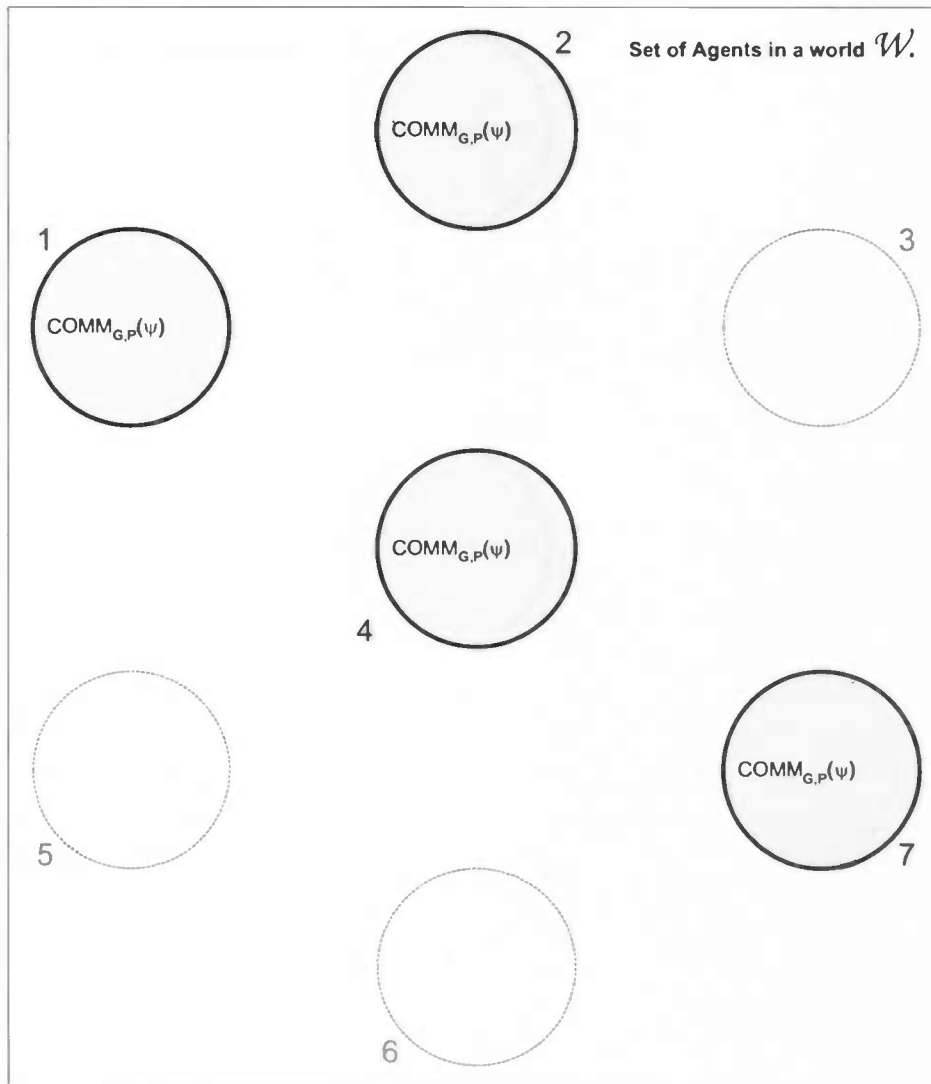 2
Set of Agents in a world 𝒲.
COMM_G,P(ψ)
1
3
COMM_G,P(ψ)
COMM_G,P(ψ)
4
COMM_G,P(ψ)
5
7
6